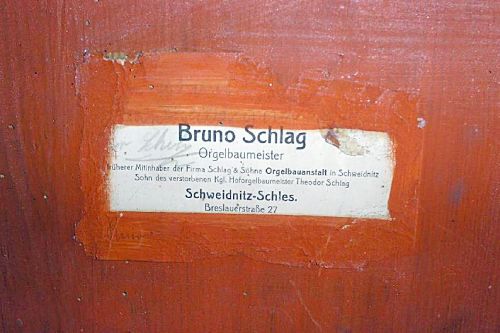 Bruno Schlag
Orgelbaumeister
früherer Mitinhaber der Firma Schlag & Söhne Orgelbauanstalt in Schweidnitz
Sohn des verstorbenen Kgl. Hoforgelbaumeister Theodor Schlag
Schweidnitz-Schles.
Breslauerstraße 27